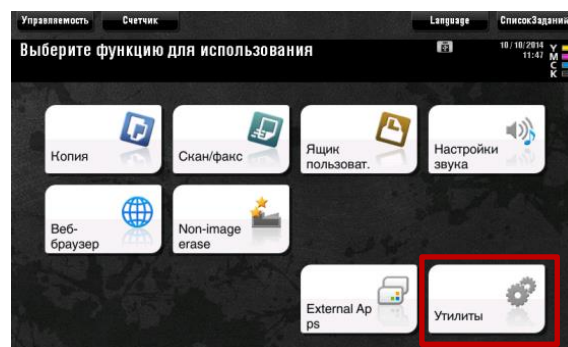 Управляемость Счетчик Language СписокЗаданий
Выберите функцию для использования
10/10/2014
11:47
Y
M
C
K
Копия
Скан/факс
Ящик
пользоват.
Настройки
звука
Веб-
браузер
Non-image
erase
External Ap
ps
Утилиты